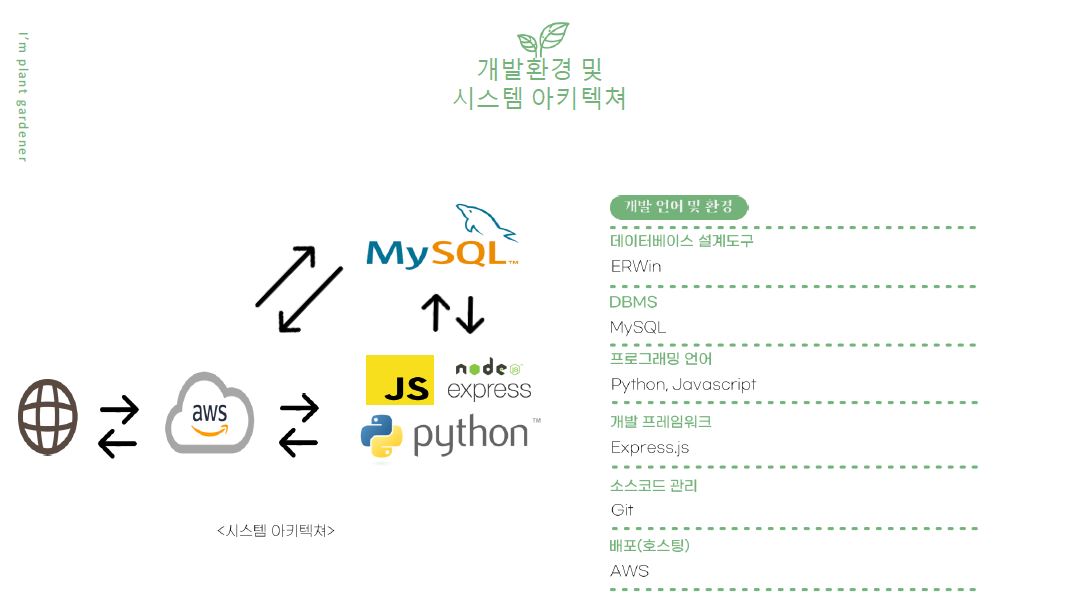 I'm plant gardener
개발환경 및
시스템 아키텍쳐
MySQL™
JS
node JS
express
aws
python™
<시스템 아키텍쳐>
개발 언어 및 환경
데이터베이스 설계도구
ERWin
DBMS
MySQL
프로그래밍 언어
Python, Javascript
개발 프레임워크
Express.js
소스코드 관리
Git
배포(호스팅)
AWS